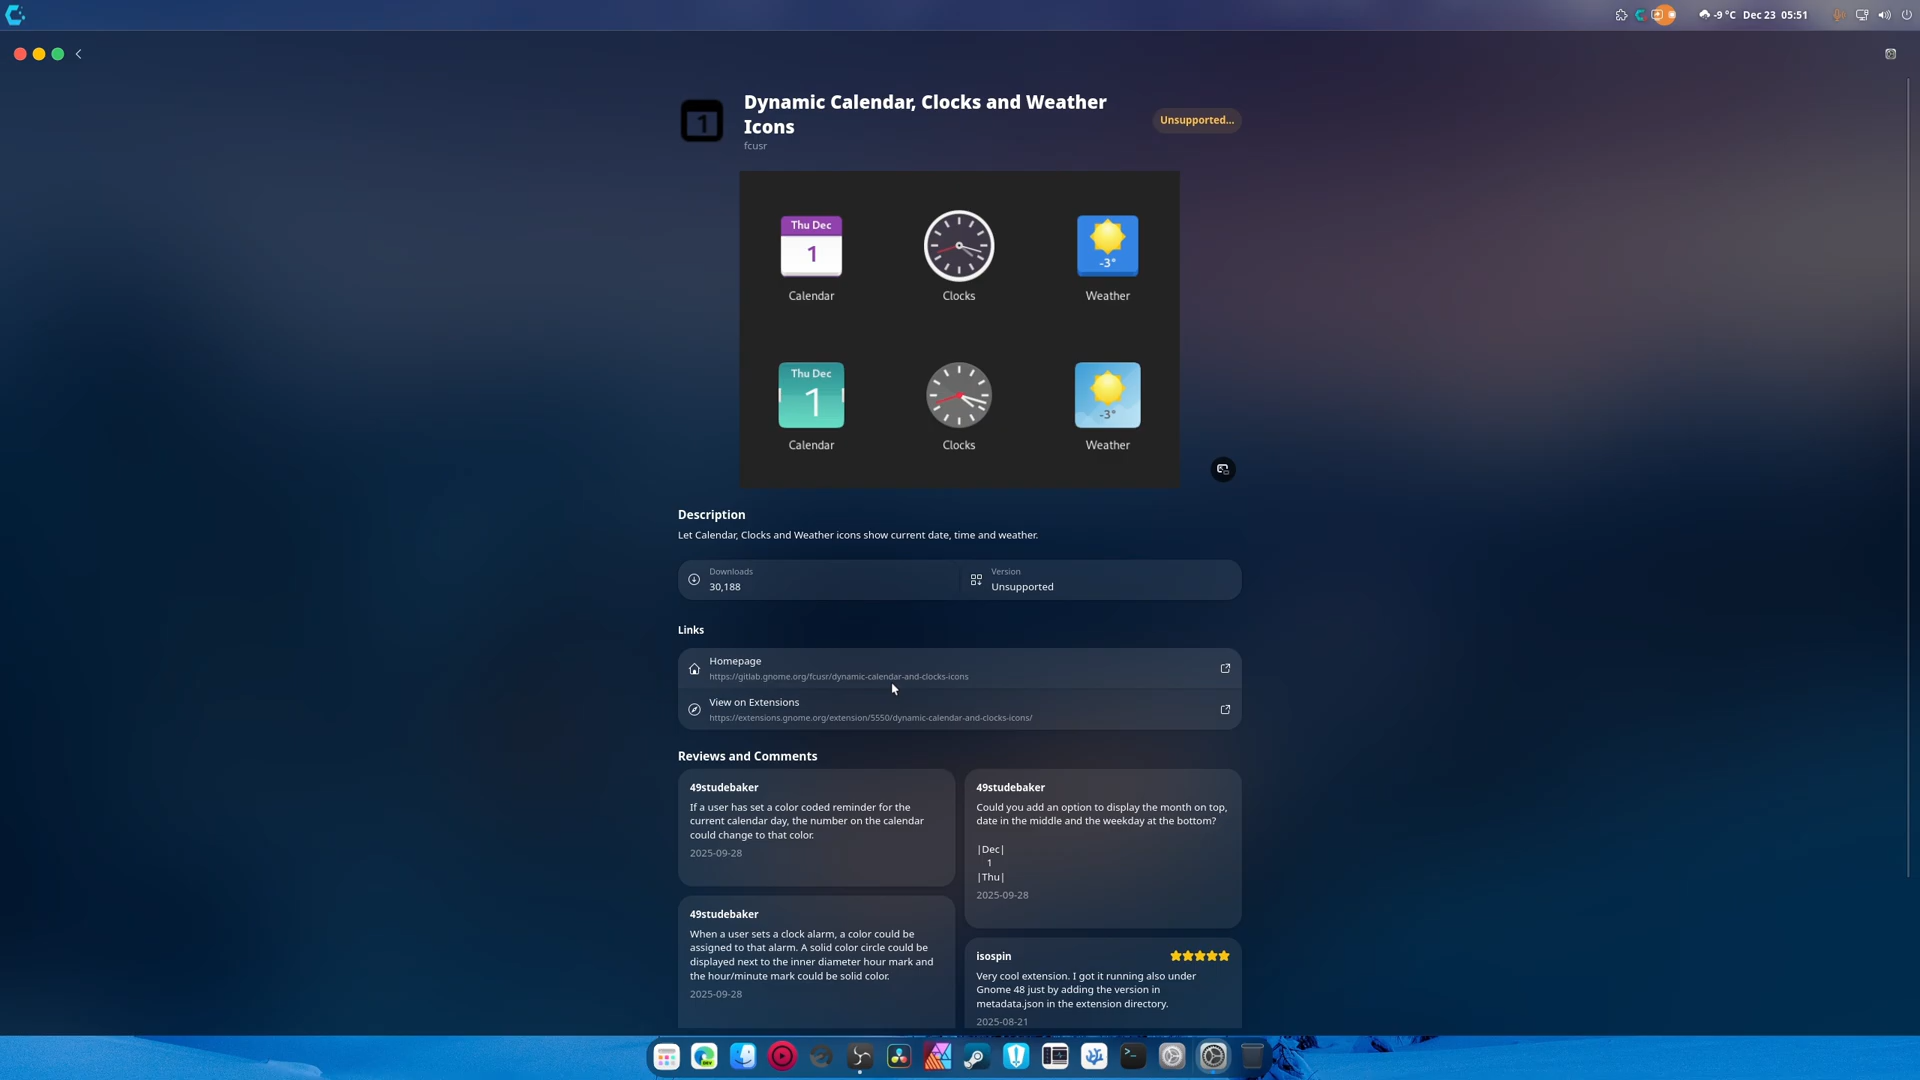 -9 °C Dec 23 05:51
Dynamic Calendar, Clocks and Weather
Icons
fcusr
Unsupported...
1
Thu Dec
1
Calendar
Clocks
-3°
Weather
Thu Dec
1
Calendar
Clocks
-3°
Weather
Description
Let Calendar, Clocks and Weather icons show current date, time and weather.
Downloads
30,188
Version
Unsupported
Links
Homepage
https://gitlab.gnome.org/fcusr/dynamic-calendar-and-clocks-icons
View on Extensions
https://extensions.gnome.org/extension/5550/dynamic-calendar-and-clocks-icons/
Reviews and Comments
49studebaker
If a user has set a color coded reminder for the
current calendar day, the number on the calendar
could change to that color.
2025-09-28
49studebaker
Could you add an option to display the month on top,
date in the middle and the weekday at the bottom?
|Dec|
1
|Thu|
2025-09-28
49studebaker
When a user sets a clock alarm, a color could be
assigned to that alarm. A solid color circle could be
displayed next to the inner diameter hour mark and
the hour/minute mark could be solid color.
2025-09-28
isospin
Very cool extension. I got it running also under
Gnome 48 just by adding the version in
metadata.json in the extension directory.
2025-08-21